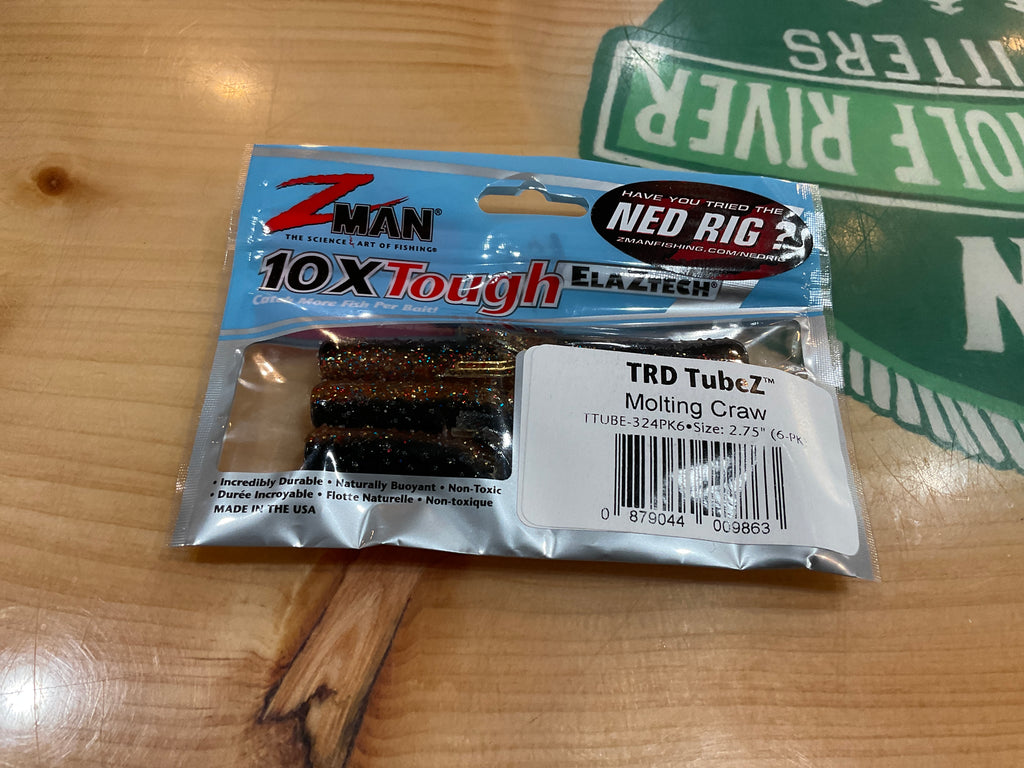 ZMAN®
THE SCIENCE & ART OF FISHING®
HAVE YOU TRIED THE
NED RIG ?
ZMANFISHING.COM/NEDRIG
10X Tough ELAZTECH®
Catch More Fish Per Bait!
TRD TubeZ™
Molting Craw
TTUBE-324PK6•Size: 2.75" (6-PK
0 879044 009863
• Incredibly Durable • Naturally Buoyant • Non-Toxic
• Durée Incroyable • Flotte Naturelle • Non-toxique
MADE IN THE USA
OLF RIVER
TTERS
N